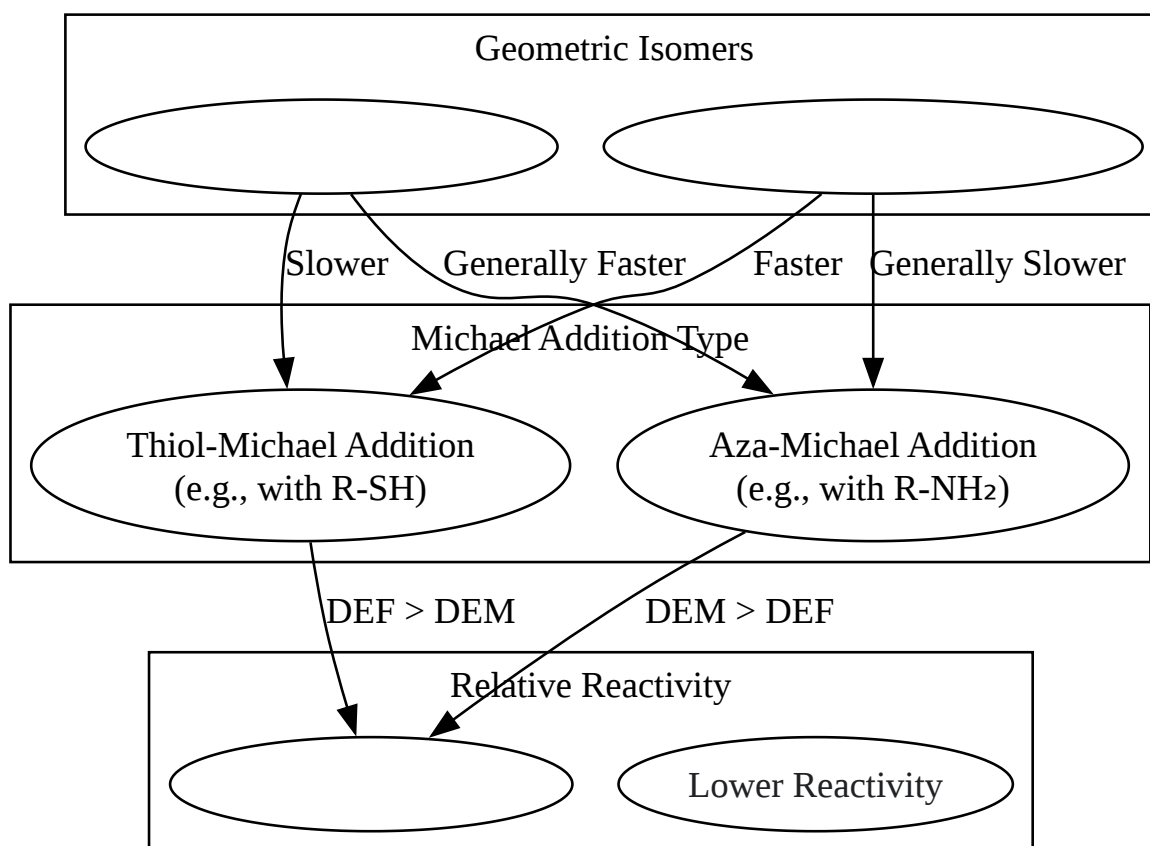 Geometric Isomers
Slower
Generally Faster
Faster
Generally Slower
Michael Addition Type
Thiol-Michael Addition
(e.g., with R-SH)
Aza-Michael Addition
(e.g., with R-NH₂)
DEF > DEM
DEM > DEF
Relative Reactivity
Lower Reactivity